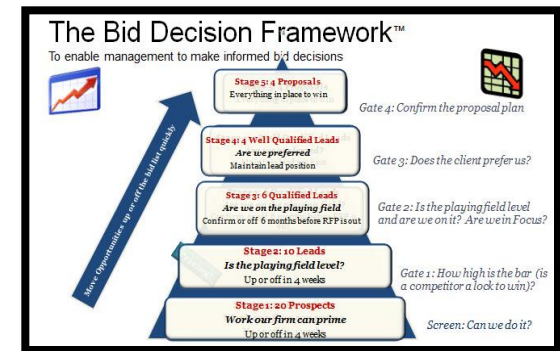 The Bid Decision Framework™
To enable management to make informed bid decisions
Move Opportunities up or off the bid list quickly
Stage 5: 4 Proposals
Everything in place to win
Gate 4: Confirm the proposal plan
Stage 4: 4 Well Qualified Leads
Are we preferred
Maintain lead position
Gate 3: Does the client prefer us?
Stage 3: 6 Qualified Leads
Are we on the playing field
Confirm or off 6 months before RFP is out
Gate 2: Is the playing field level
and are we on it? Are we in Focus?
Stage 2: 10 Leads
Is the playing field level?
Up or off in 4 weeks
Gate 1: How high is the bar (is
a competitor a lock to win)?
Stage 1: 20 Prospects
Work our firm can prime
Up or off in 4 weeks
Screen: Can we do it?